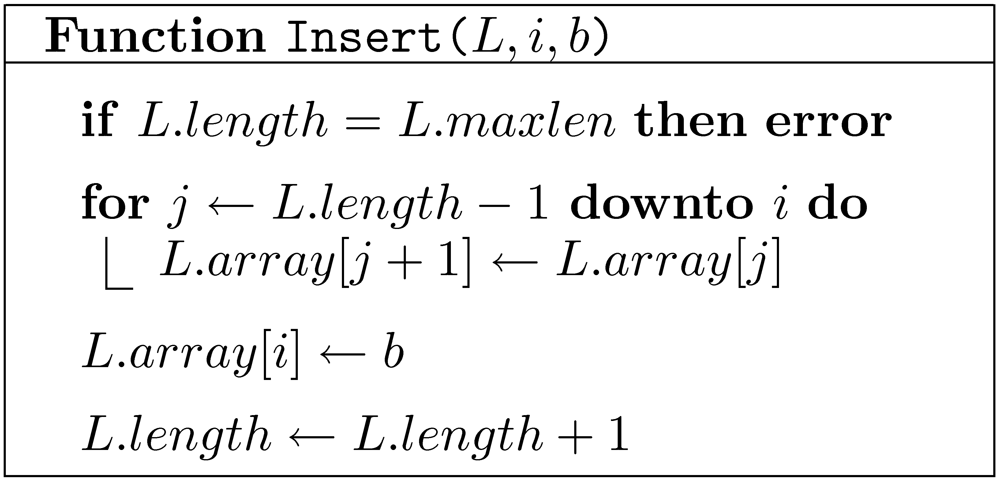 Function Insert(L, i, b)
if L.length = L.maxlen then error
for j ← L.length − 1 downto i do
L.array[j + 1] ← L.array[j]
L.array[i] ← b
L.length ← L.length + 1